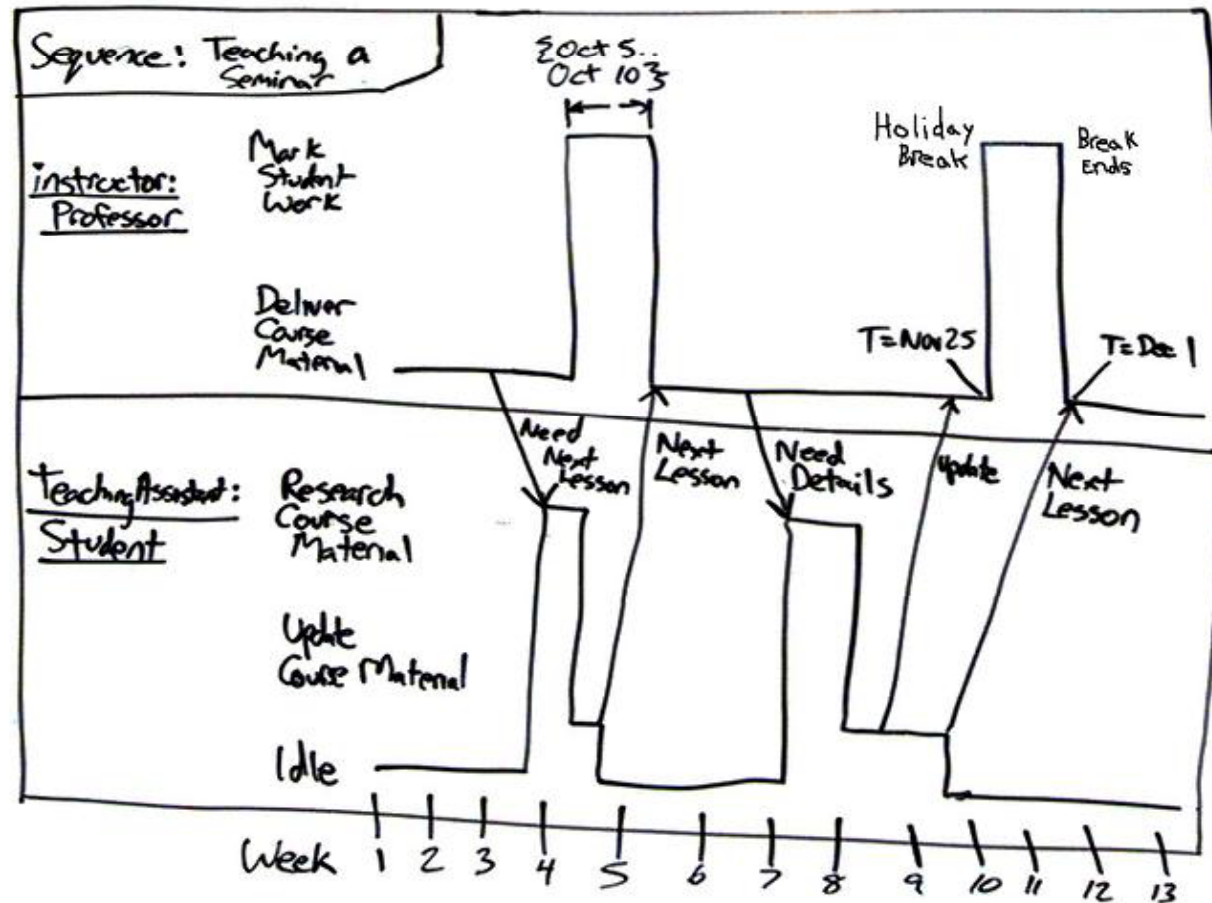 Sequence: Teaching a
Seminar
{Oct 5..
Oct 10}
Holiday
Break
Break
Ends
Mark
Student
Work
instructor:
Professor
Deliver
Course
Material
T=Nov25
T=Dec 1
Need
Next
Lesson
Next
Lesson
Need
Details
Update
Next
Lesson
TeachingAssistant:
Student
Research
Course
Material
Update
Course Material
Idle
Week
1 2 3 4 5 6 7 8 9 10 11 12 13